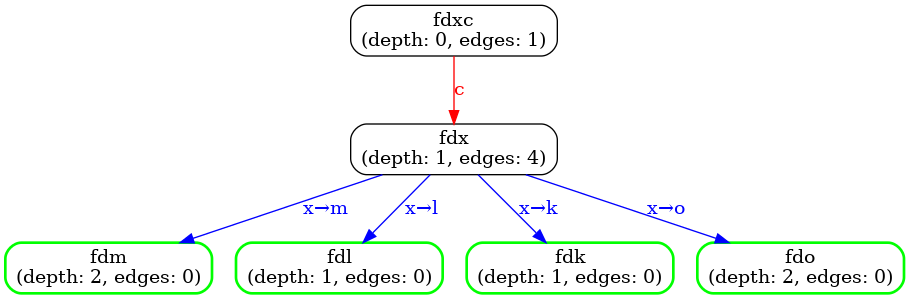 fdxc
(depth: 0, edges: 1)
c
fdx
(depth: 1, edges: 4)
x→m
x→l
x→k
x→o
fdm
(depth: 2, edges: 0)
fdl
(depth: 1, edges: 0)
fdk
(depth: 1, edges: 0)
fdo
(depth: 2, edges: 0)